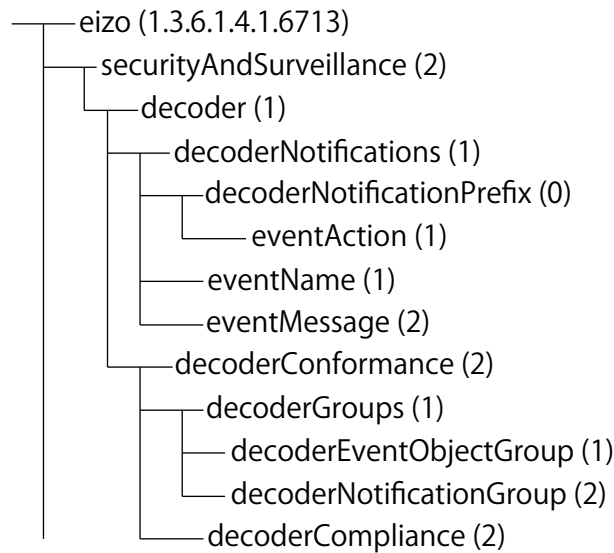 eizo (1.3.6.1.4.1.6713)
securityAndSurveillance (2)
decoder (1)
decoderNotifications (1)
decoderNotificationPrefix (0)
eventAction (1)
eventName (1)
eventMessage (2)
decoderConformance (2)
decoderGroups (1)
decoderEventObjectGroup (1)
decoderNotificationGroup (2)
decoderCompliance (2)